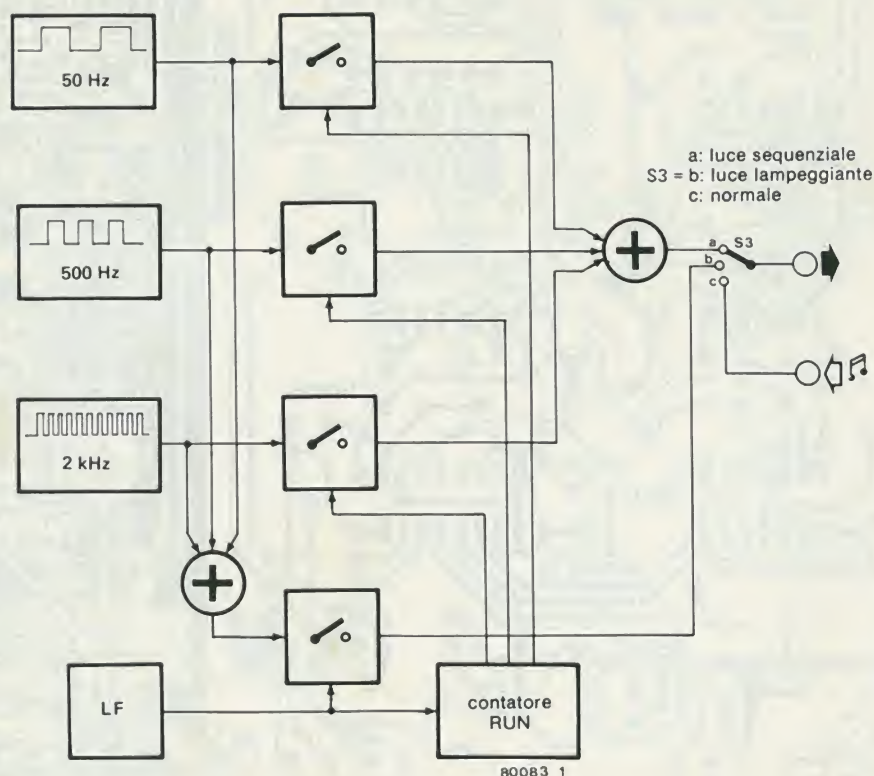 50 Hz
500 Hz
2 kHz
LF
contatore
RUN
a: luce sequenziale
S3 = b: luce lampeggiante
c: normale
a
S3
b
c
80083 1